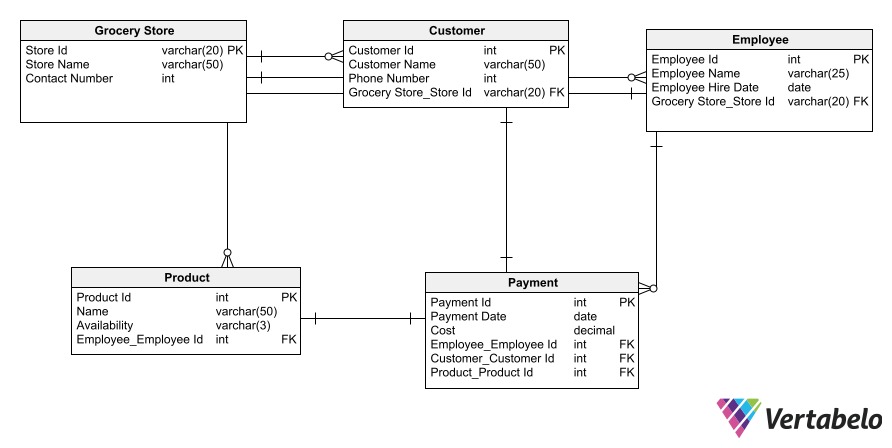 Grocery Store
Store Id varchar(20) PK
Store Name varchar(50)
Contact Number int
Customer
Customer Id int PK
Customer Name varchar(50)
Phone Number int
Grocery Store_Store Id varchar(20) FK
Employee
Employee Id int PK
Employee Name varchar(25)
Employee Hire Date date
Grocery Store_Store Id varchar(20) FK
Product
Product Id int PK
Name varchar(50)
Availability varchar(3)
Employee_Employee Id int FK
Payment
Payment Id int PK
Payment Date date
Cost decimal
Employee_Employee Id int FK
Customer_Customer Id int FK
Product_Product Id int FK
Vertabelo